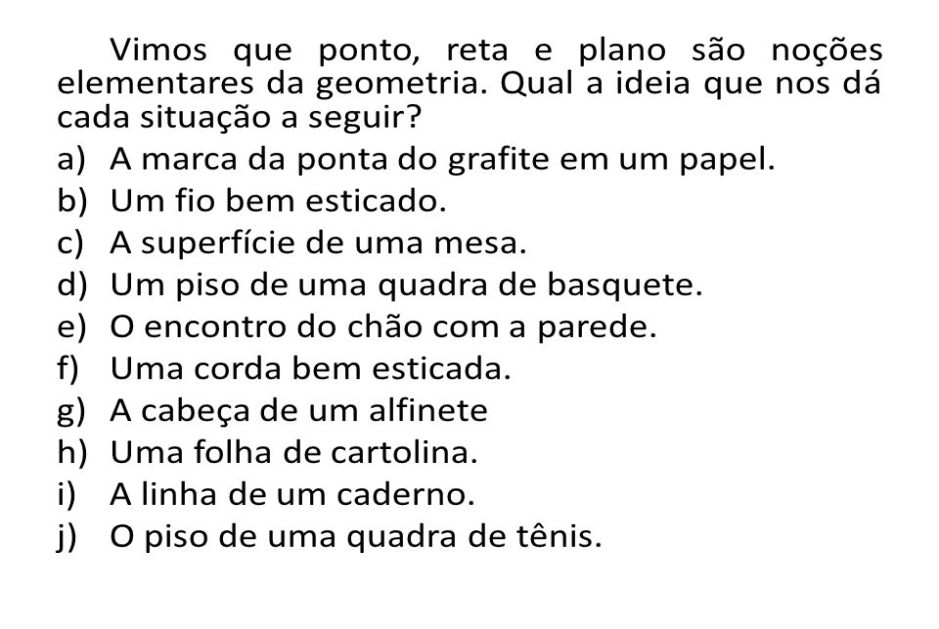 Vimos que ponto, reta e plano são noções
elementares da geometria. Qual a ideia que nos dá
cada situação a seguir?
a) A marca da ponta do grafite em um papel.
b) Um fio bem esticado.
c) A superfície de uma mesa.
d) Um piso de uma quadra de basquete.
e) O encontro do chão com a parede.
f) Uma corda bem esticada.
g) A cabeça de um alfinete
h) Uma folha de cartolina.
i) A linha de um caderno.
j) O piso de uma quadra de tênis.